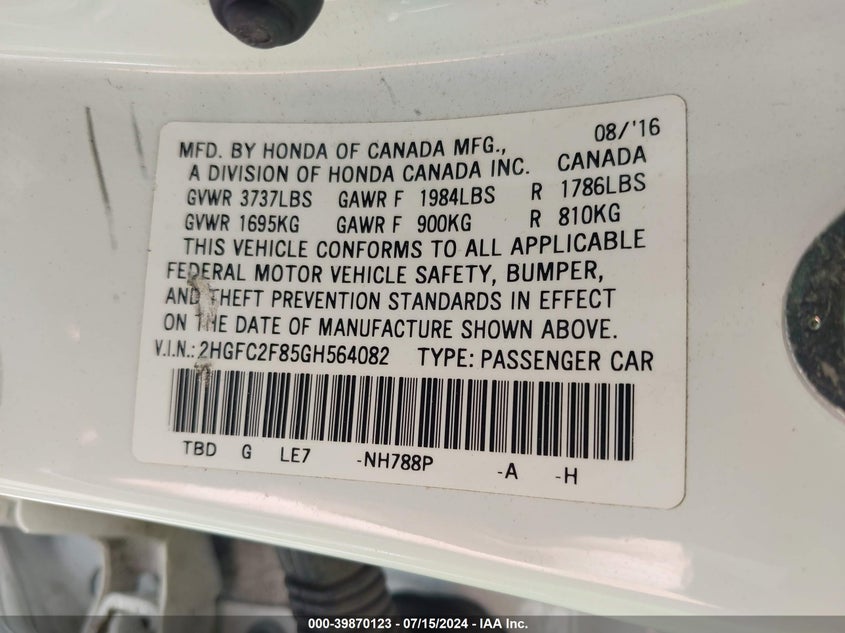 08/'16
MFD. BY HONDA OF CANADA MFG.,
A DIVISION OF HONDA CANADA INC. CANADA
GVWR 3737LBS GAWR F 1984LBS R 1786LBS
GVWR 1695KG GAWR F 900KG R 810KG
THIS VEHICLE CONFORMS TO ALL APPLICABLE
FEDERAL MOTOR VEHICLE SAFETY, BUMPER,
AND THEFT PREVENTION STANDARDS IN EFFECT
ON THE DATE OF MANUFACTURE SHOWN ABOVE.
V.I.N.: 2HGFC2F85GH564082 TYPE: PASSENGER CAR
TBD G LE7 -NH788P -A -H
000-39870123 / 07/15/2024 - IAA Inc.